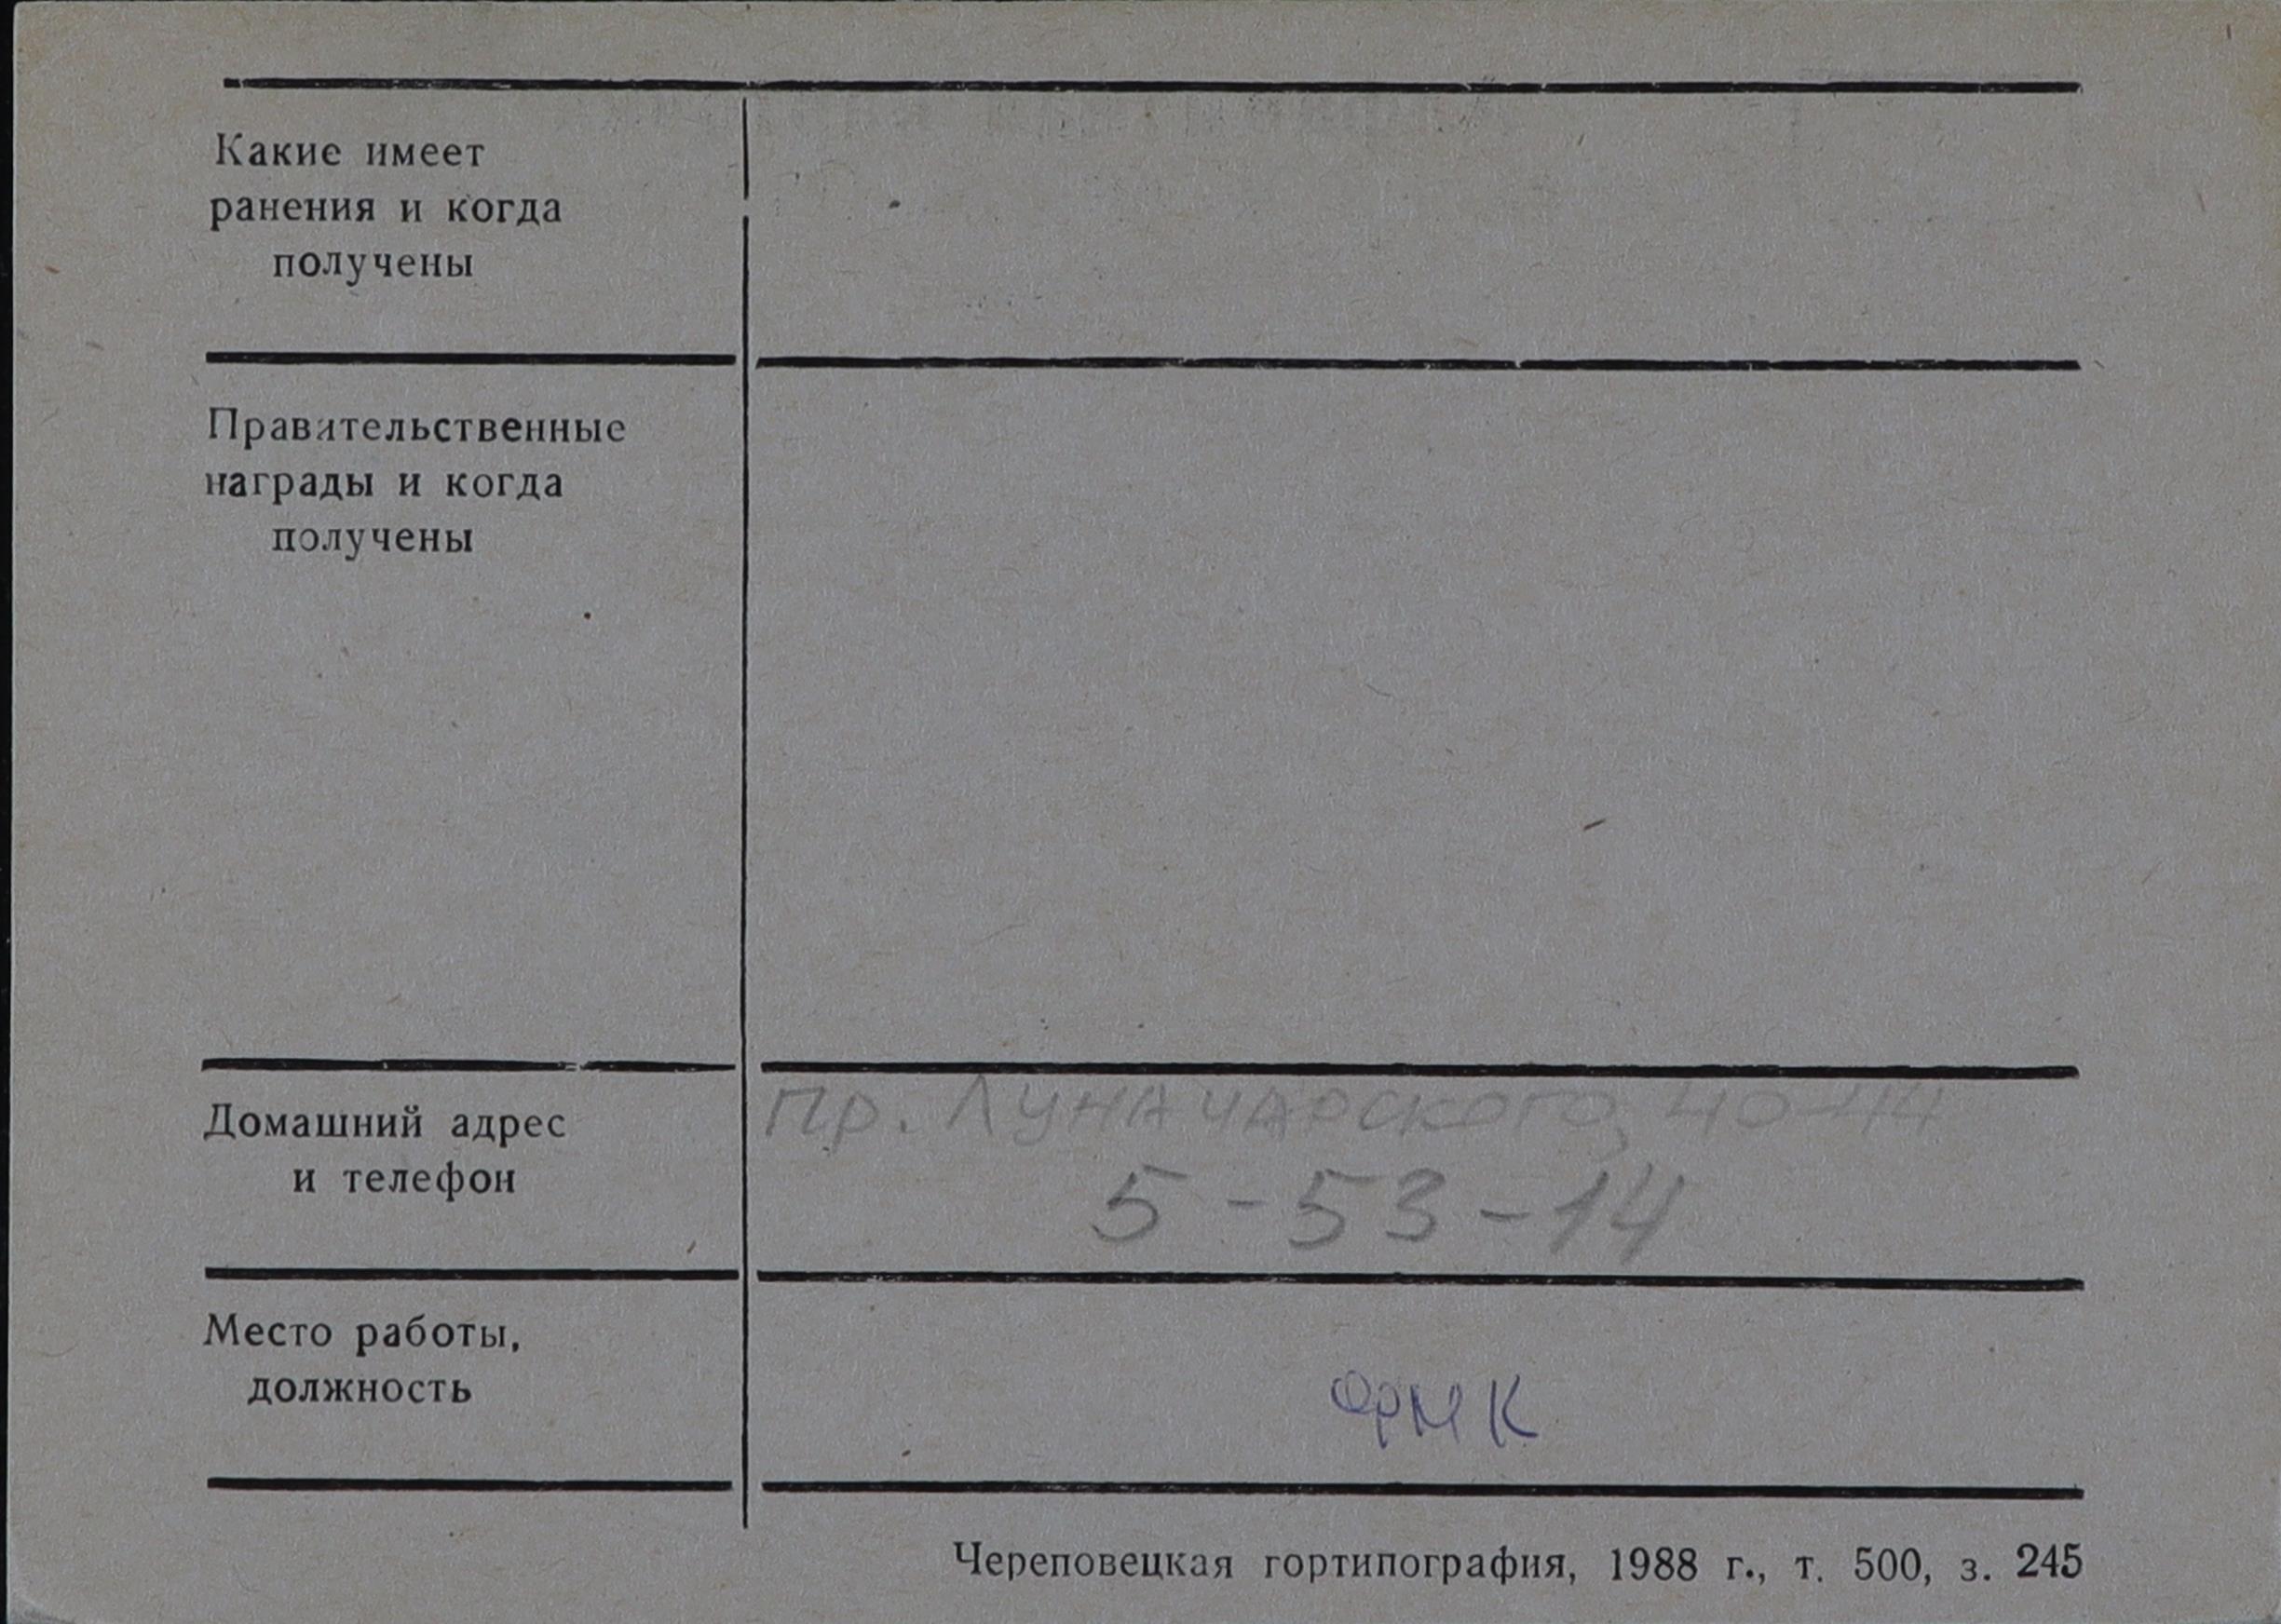 Какие имеет
ранения и когда
получены
Правительственные
награды и когда
получены
Домашний адрес
и телефон
пр. Луначарского, 40-44
5-53-14
Место работы,
должность
ФМК
Череповецкая гортипография, 1988 г., т. 500, з. 245